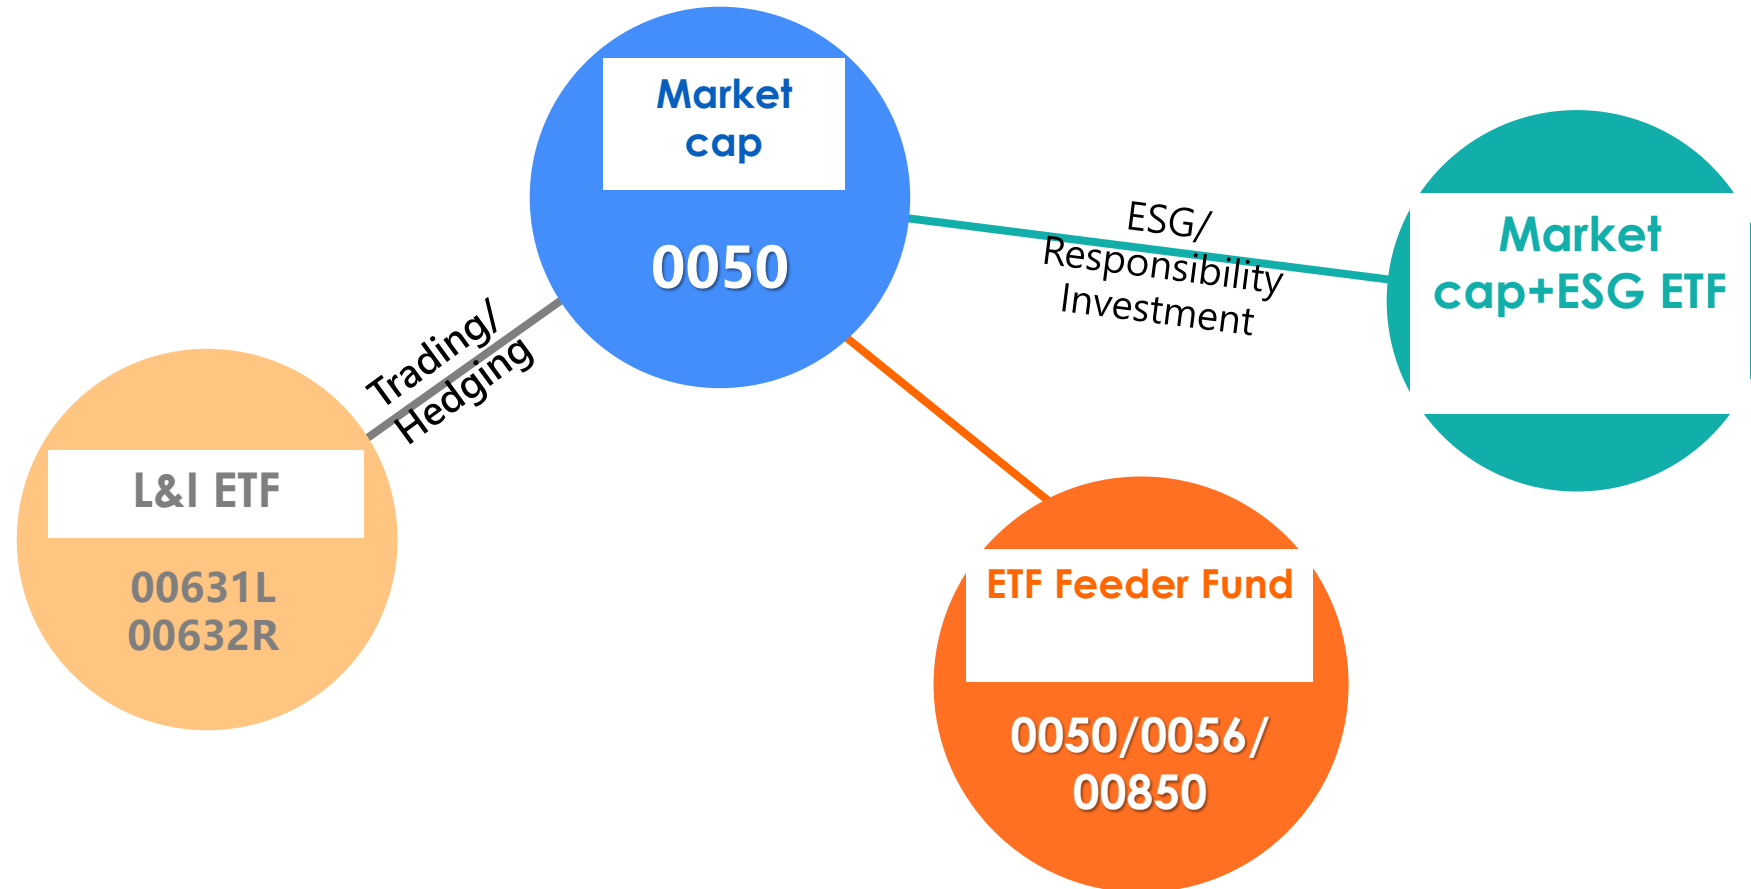 Market
cap
0050
ESG/
Responsibility
Investment
Market
cap+ESG ETF
Trading/
Hedging
L&I ETF
00631L
00632R
ETF Feeder Fund
0050/0056/
00850